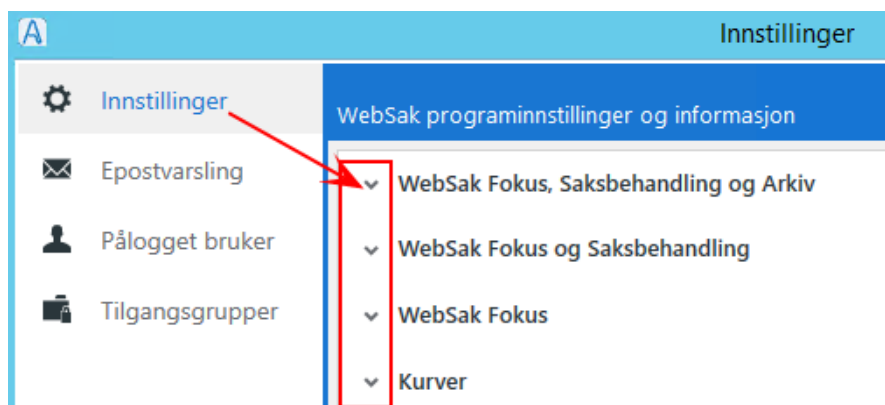 Innstillinger
Innstillinger
Epostvarsling
Pålogget bruker
Tilgangsgrupper
WebSak programinnstillinger og informasjon
WebSak Fokus, Saksbehandling og Arkiv
WebSak Fokus og Saksbehandling
WebSak Fokus
Kurver